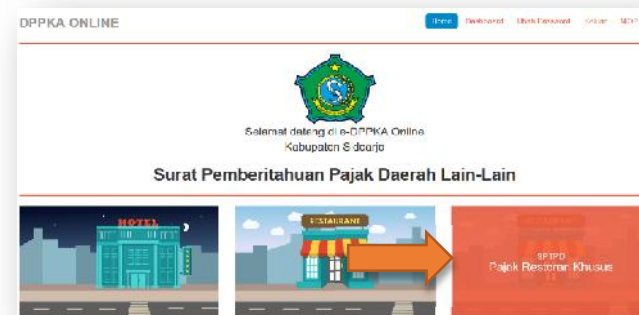 DPPKA ONLINE
Home Dashboard Ubah Password
Selamat datang di e-DPPKA Online
Kabupaten Sidoarjo
Surat Pemberitahuan Pajak Daerah Lain-Lain
HOTEL
RESTAURANT
SPTPD
Pajak Restoran Khusus